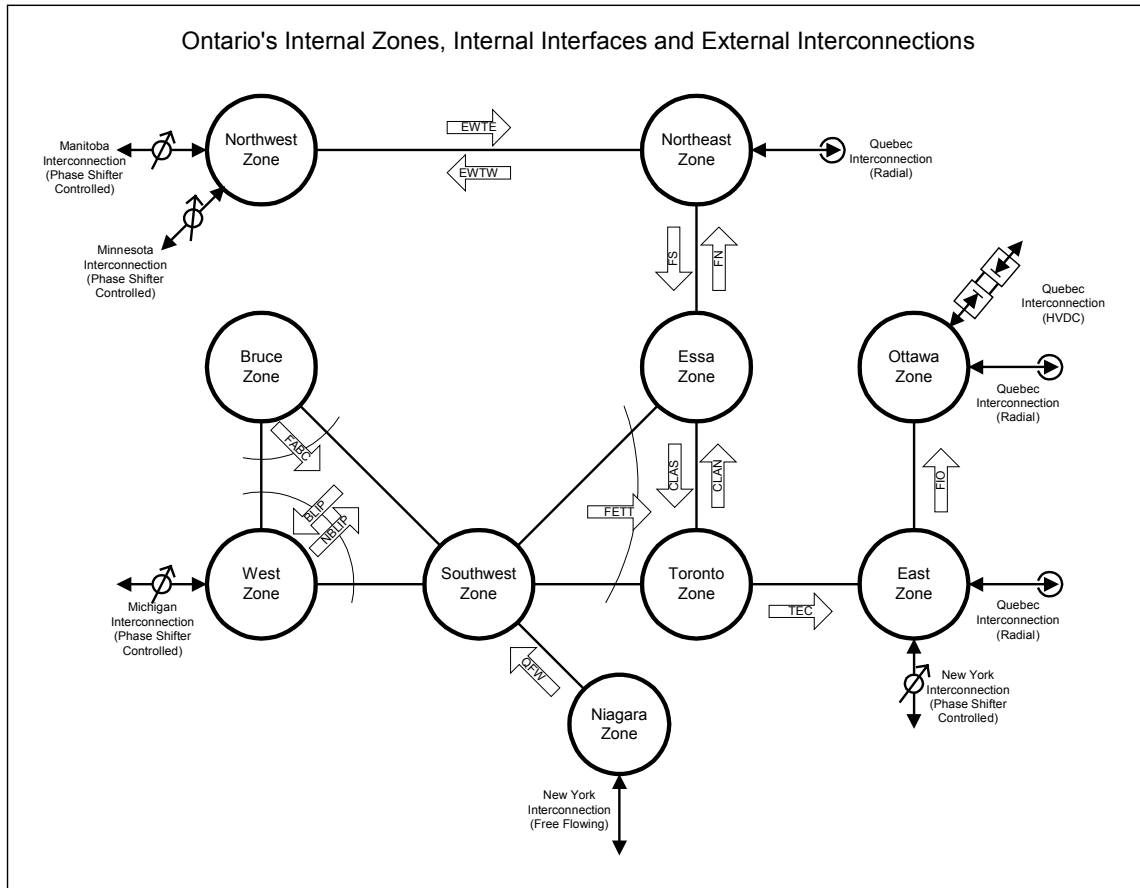 Ontario's Internal Zones, Internal Interfaces and External Interconnections
Manitoba
Interconnection
(Phase Shifter
Controlled)
Northwest
Zone
EWTE
EWTW
Northeast
Zone
Quebec
Interconnection
(Radial)
Minnesota
Interconnection
(Phase Shifter
Controlled)
FS
FN
Quebec
Interconnection
(HVDC)
Bruce
Zone
Essa
Zone
Ottawa
Zone
Quebec
Interconnection
(Radial)
FABC
CLAS
CLAN
FIO
BLIP
NBLIP
FETT
West
Zone
Southwest
Zone
Toronto
Zone
East
Zone
Michigan
Interconnection
(Phase Shifter
Controlled)
TEC
Quebec
Interconnection
(Radial)
QFW
New York
Interconnection
(Phase Shifter
Controlled)
Niagara
Zone
New York
Interconnection
(Free Flowing)